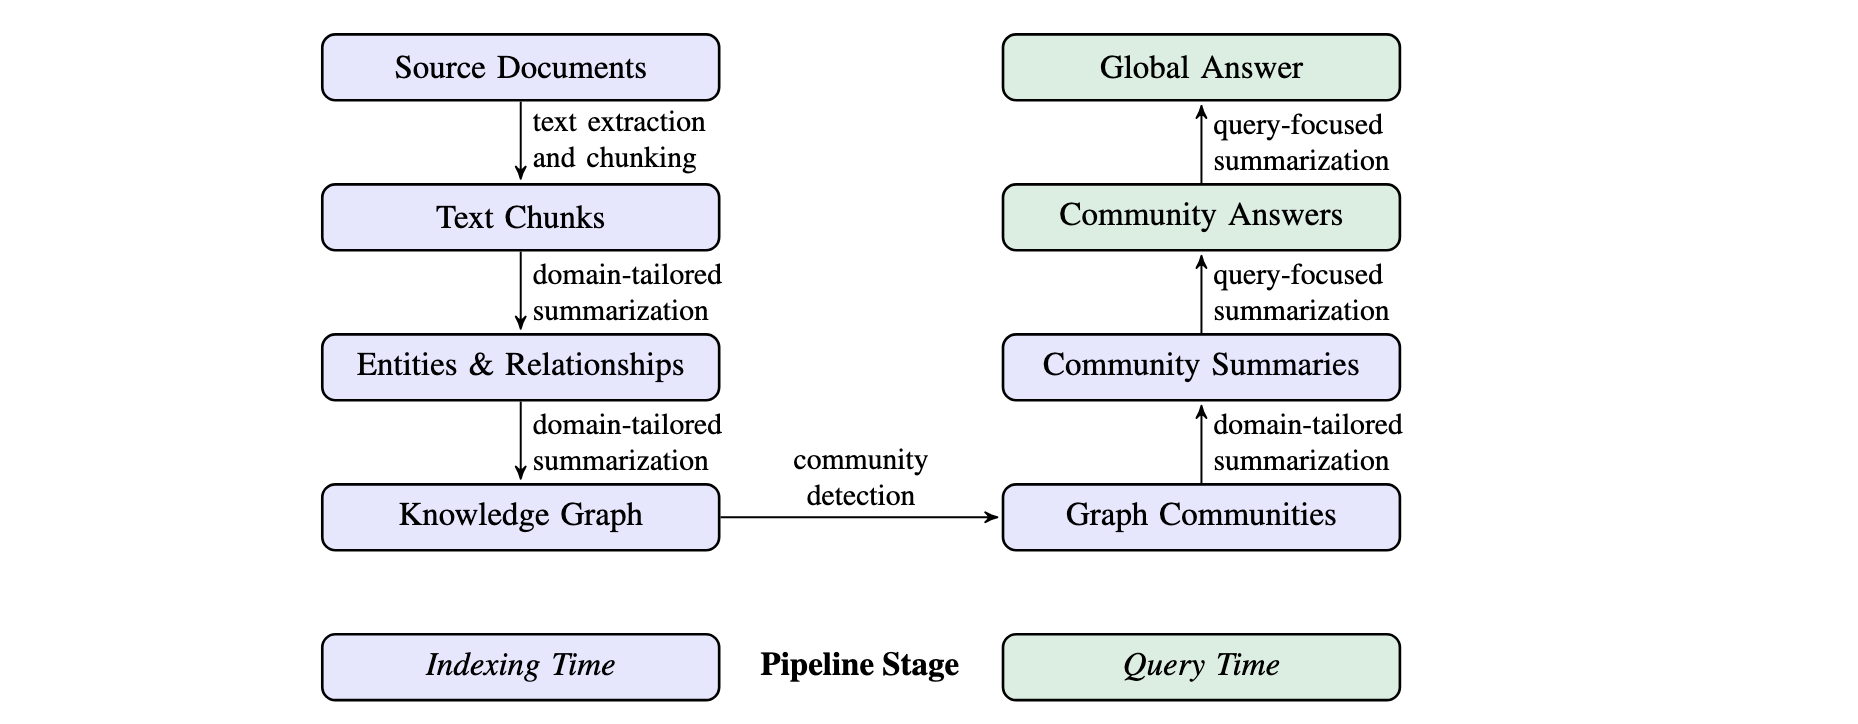 Source Documents
text extraction
and chunking
Text Chunks
domain-tailored
summarization
Entities & Relationships
domain-tailored
summarization
Knowledge Graph
community
detection
Graph Communities
domain-tailored
summarization
Community Summaries
query-focused
summarization
Community Answers
query-focused
summarization
Global Answer
Indexing Time
Pipeline Stage
Query Time